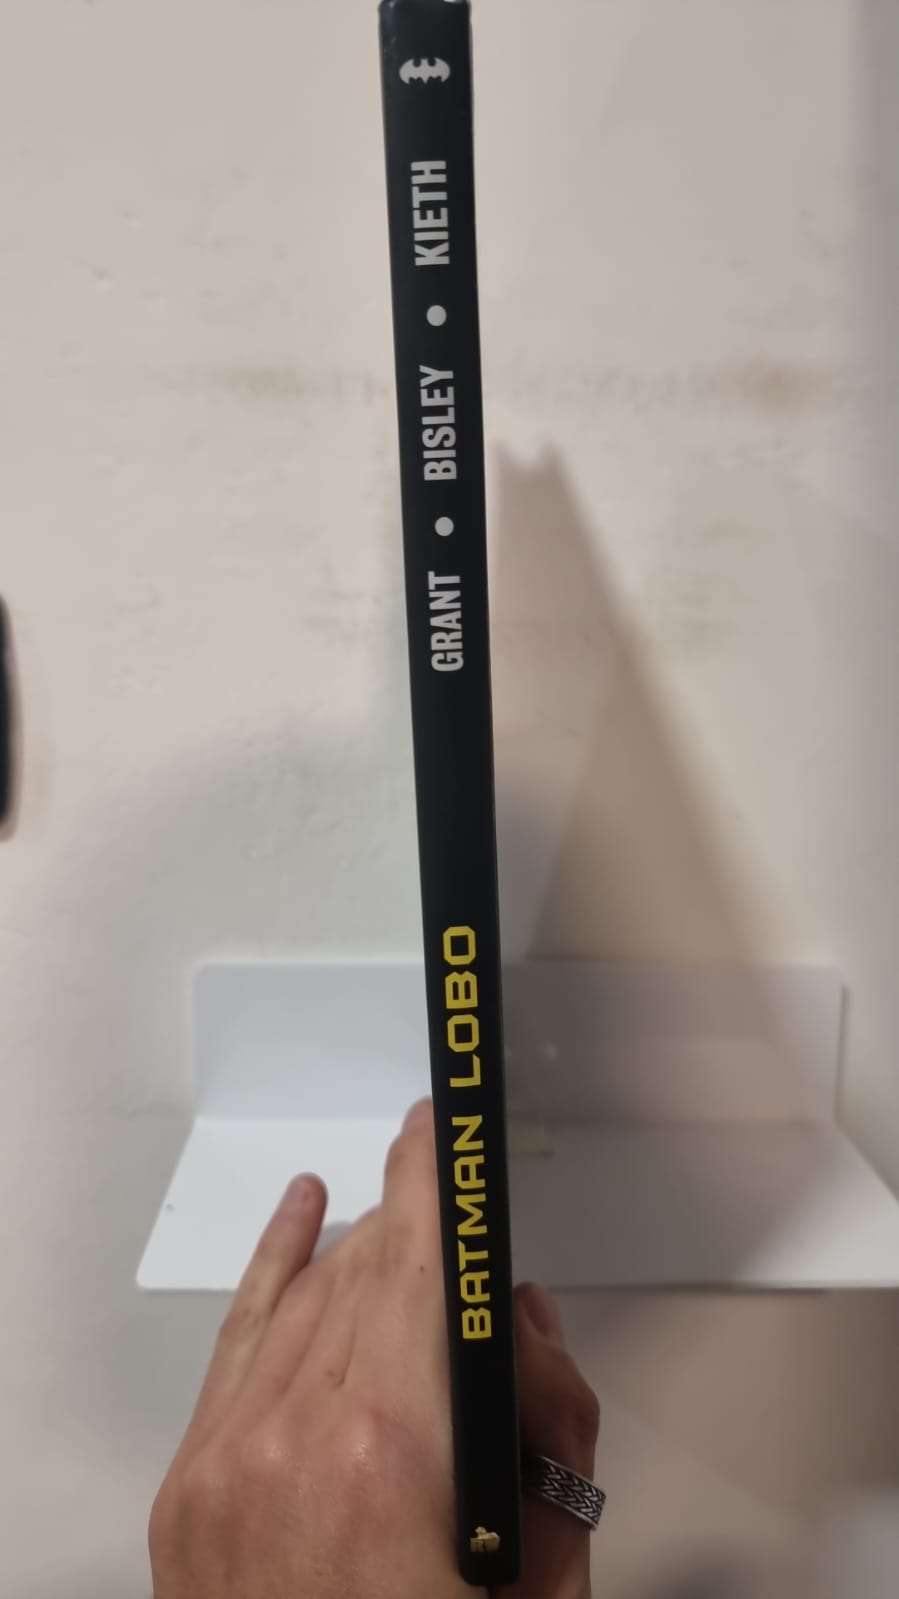 BATMAN LOBO
GRANT • BISLEY • KIETH